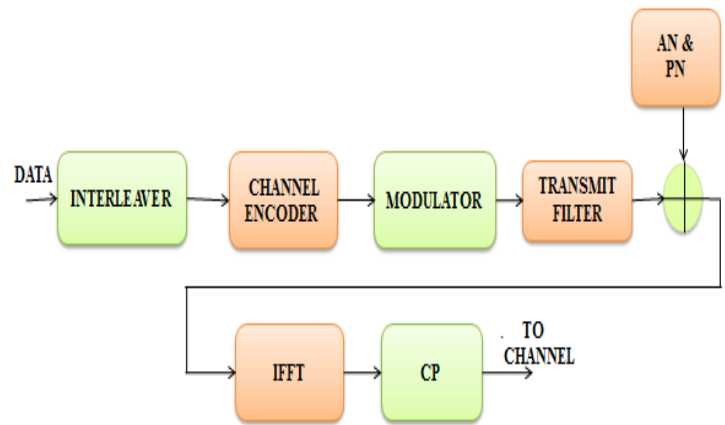 AN &
PN
DATA
INTERLEAVER
CHANNEL
ENCODER
MODULATOR
TRANSMIT
FILTER
IFFT
CP
. TO
CHANNEL